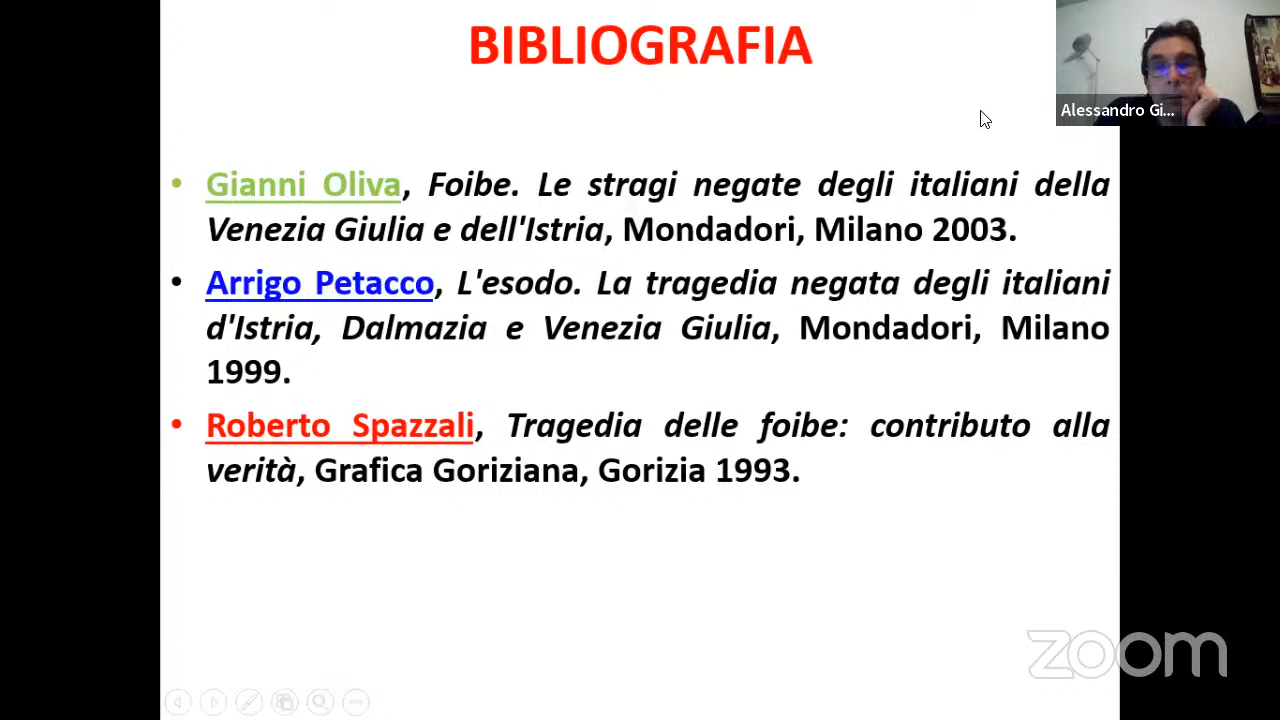 BIBLIOGRAFIA
Alessandro Gi...
• Gianni Oliva, Foibe. Le stragi negate degli italiani della
Venezia Giulia e dell'Istria, Mondadori, Milano 2003.
• Arrigo Petacco, L'esodo. La tragedia negata degli italiani
d'Istria, Dalmazia e Venezia Giulia, Mondadori, Milano
1999.
• Roberto Spazzali, Tragedia delle foibe: contributo alla
verità, Grafica Goriziana, Gorizia 1993.
zoom